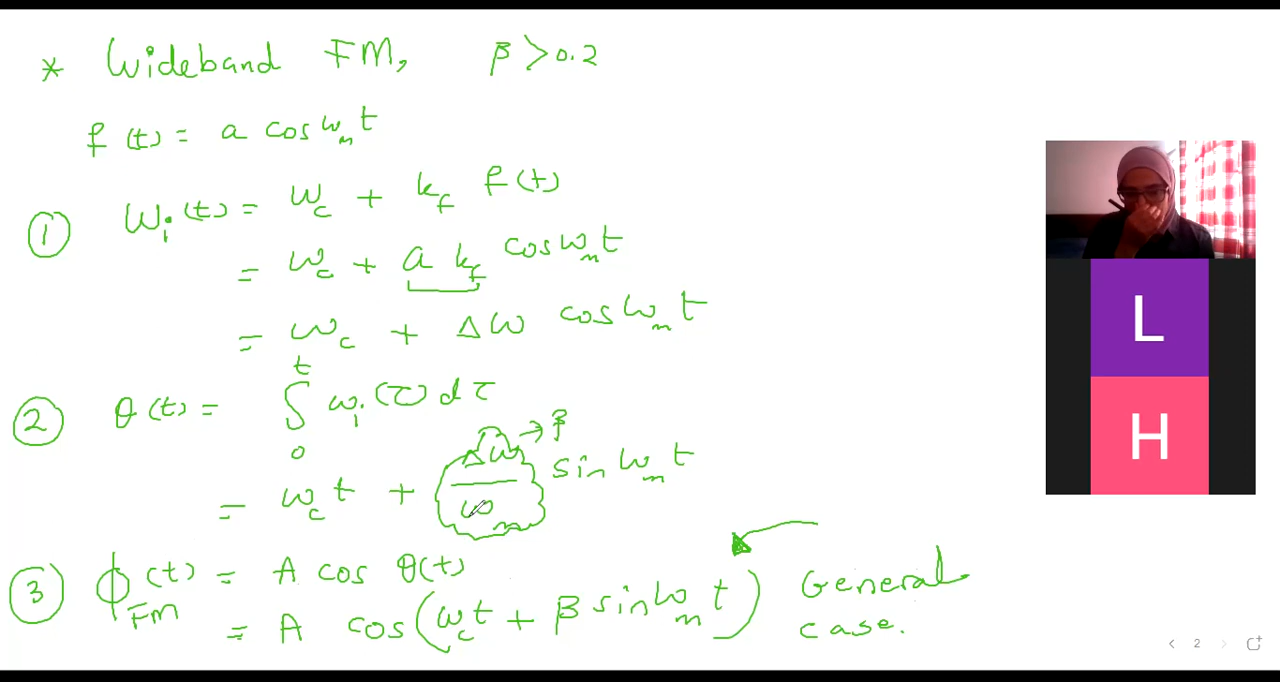 * Wideband FM, β > 0.2
f(t) = a cos ω_m t
① ω_i(t) = ω_c + k_f f(t)
= ω_c + a k_f cos ω_m t
= ω_c + Δω cos ω_m t
② θ(t) = ∫_0^t ω_i(τ) dτ
= ω_c t + Δω/ω_m sin ω_m t → β
③ ϕ_FM(t) = A cos θ(t)
= A cos(ω_c t + β sin ω_m t) General case.
L
H
< 2 >